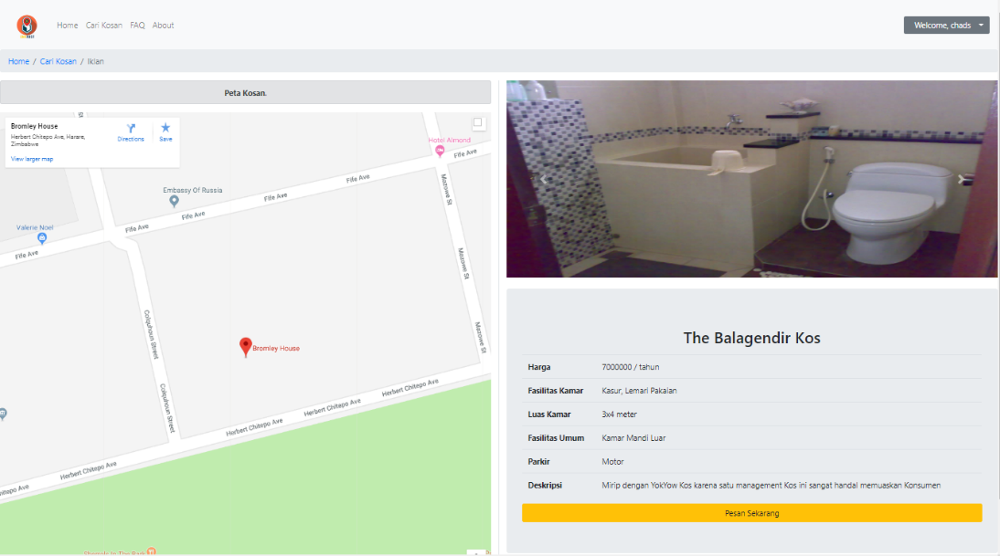 Home Cari Kosan FAQ About
Welcome, chads
Home / Cari Kosan / Iklan
Peta Kosan.
Bromley House
Herbert Chitepo Ave, Harare,
Zimbabwe
Directions
Save
View larger map
Hotel Almond
Fife Ave
Fife Ave
Embassy Of Russia
Fife Ave
Fife Ave
Fife Ave
Valerie Noel
Fife Ave
Mazowe St
Mazowe St
Mazowe St
Colquhoun Street
Colquhoun Street
Bromley House
Herbert Chitepo Ave
Herbert Chitepo Ave
Herbert Chitepo Ave
Herbert Chitepo Ave
The Balagendir Kos
Harga 7000000 / tahun
Fasilitas Kamar Kasur, Lemari Pakaian
Luas Kamar 3x4 meter
Fasilitas Umum Kamar Mandi Luar
Parkir Motor
Deskripsi Mirip dengan YokYow Kos karena satu management Kos ini sangat handal memuaskan Konsumen
Pesan Sekarang